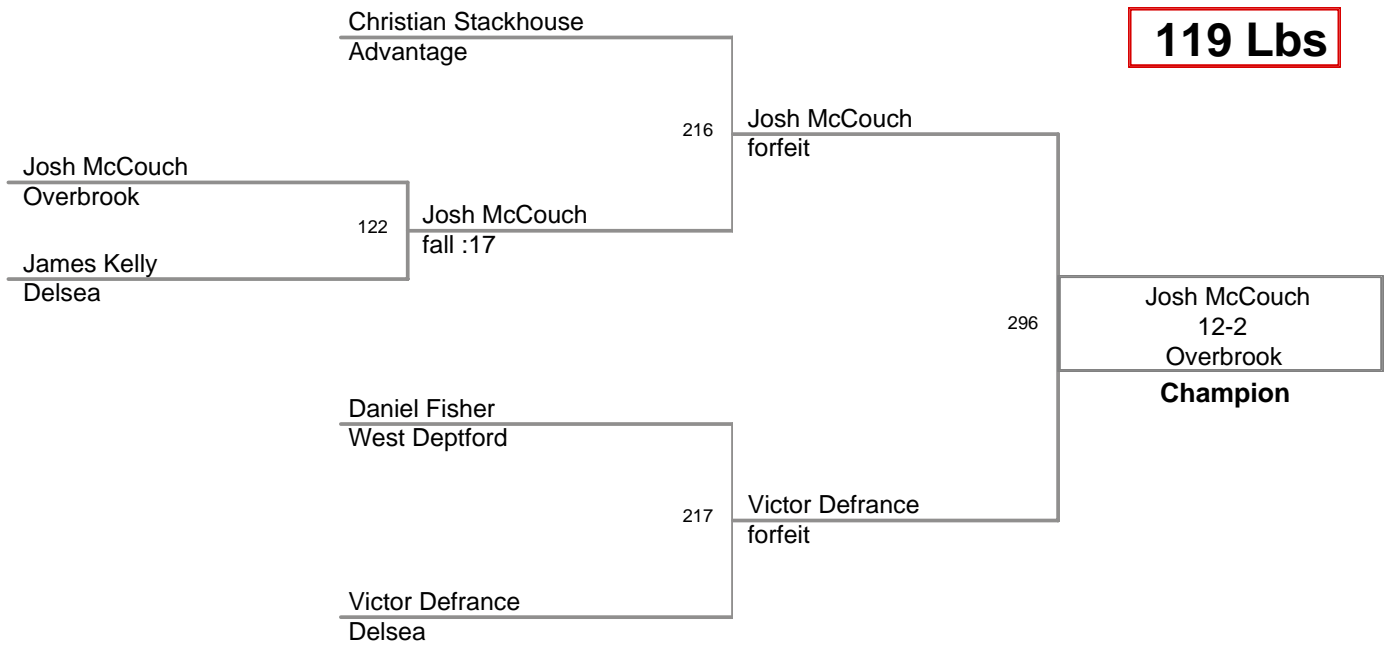 Christian Stackhouse
Advantage
119 Lbs
216
Josh McCouch
forfeit
Josh McCouch
Overbrook
122
Josh McCouch
fall :17
James Kelly
Delsea
296
Josh McCouch
12-2
Overbrook
Champion
Daniel Fisher
West Deptford
217
Victor Defrance
forfeit
Victor Defrance
Delsea